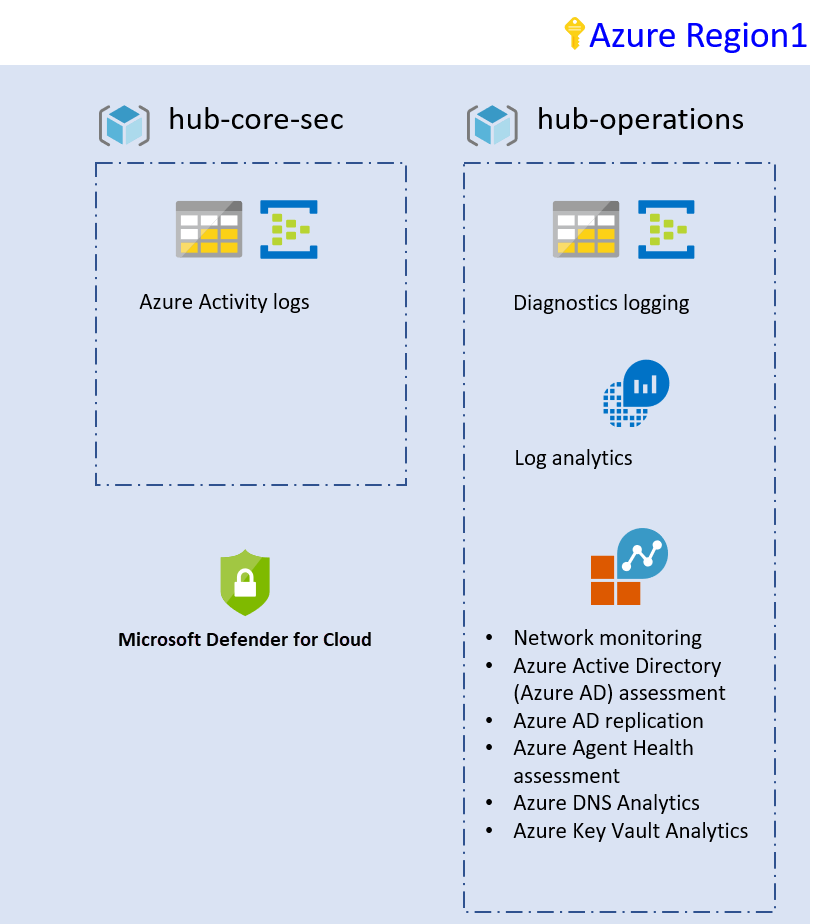 Azure Region1
hub-core-sec
Azure Activity logs
Microsoft Defender for Cloud
hub-operations
Diagnostics logging
Log analytics
• Network monitoring
• Azure Active Directory
(Azure AD) assessment
• Azure AD replication
• Azure Agent Health
assessment
• Azure DNS Analytics
• Azure Key Vault Analytics